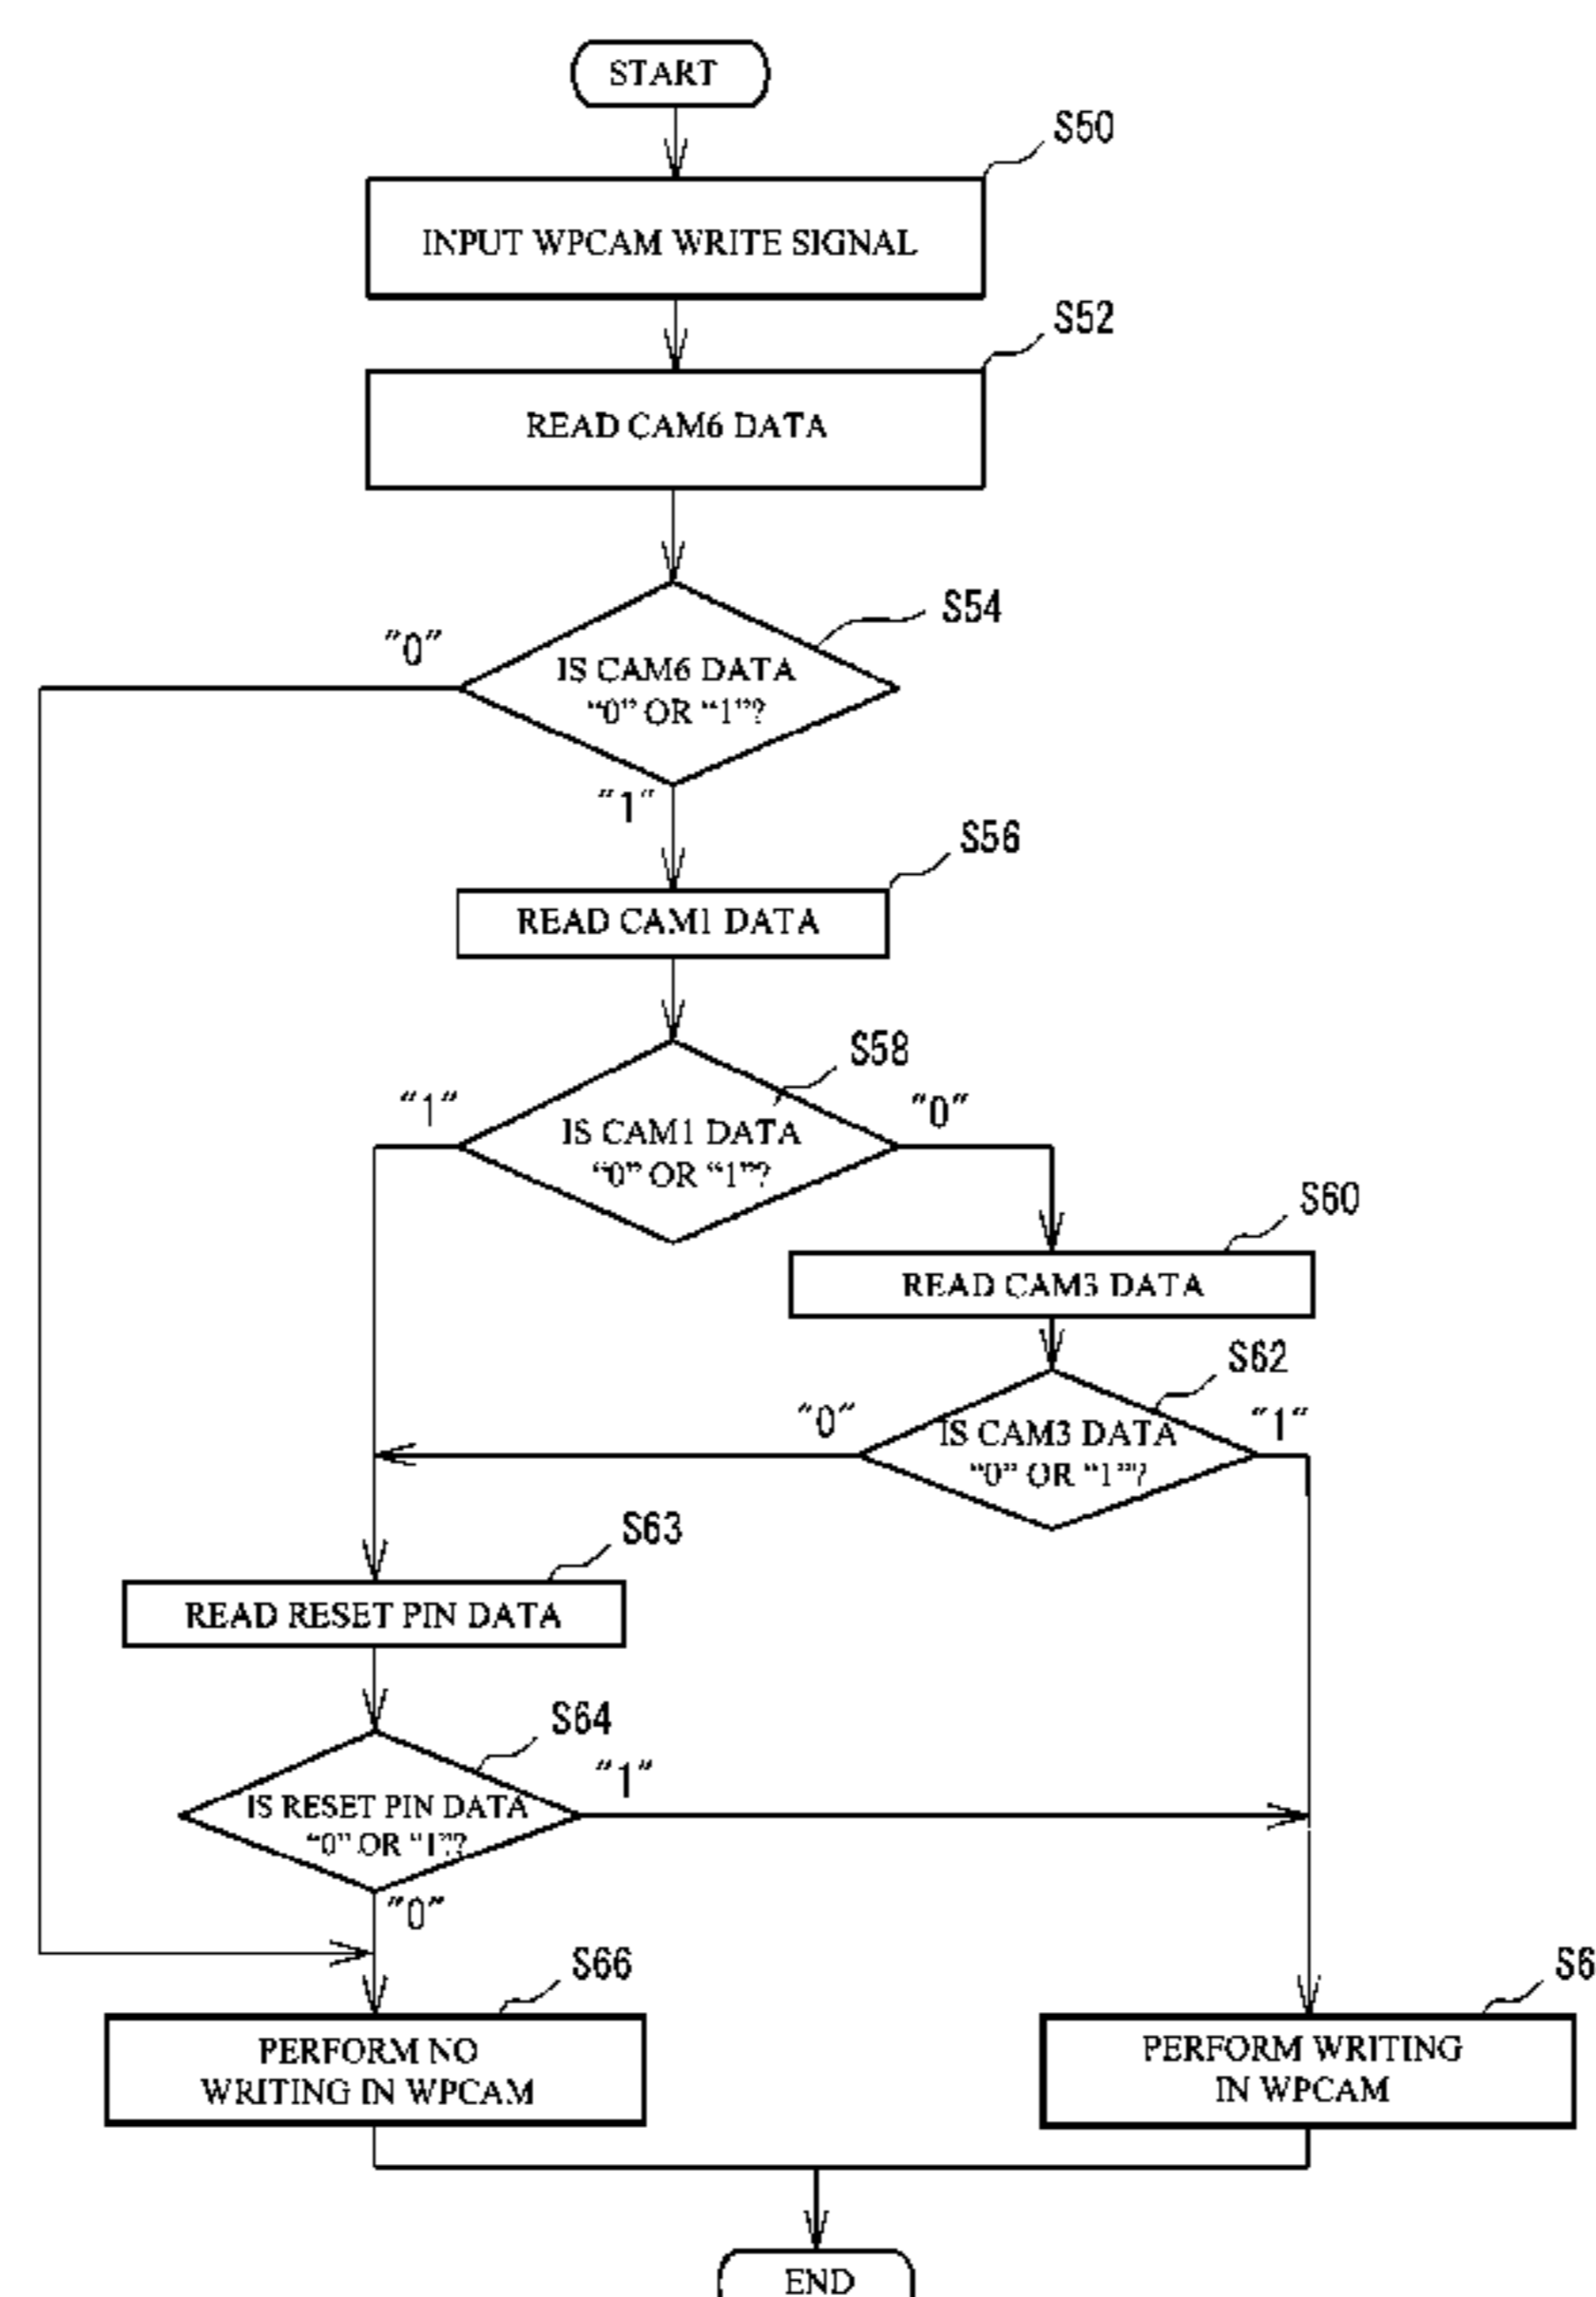 START
S50
INPUT WPCAM WRITE SIGNAL
S52
READ CAM6 DATA
S54
"0"
IS CAM6 DATA
“0” OR “1”?
"1"
S56
READ CAM1 DATA
S58
"1"
"0"
IS CAM1 DATA
“0” OR “1”?
S60
READ CAM3 DATA
S62
"0"
"1"
IS CAM3 DATA
“0” OR “1”?
S63
READ RESET PIN DATA
S64
"1"
IS RESET PIN DATA
“0” OR “1”?
"0"
S66
S6
PERFORM NO
WRITING IN WPCAM
PERFORM WRITING
IN WPCAM
END